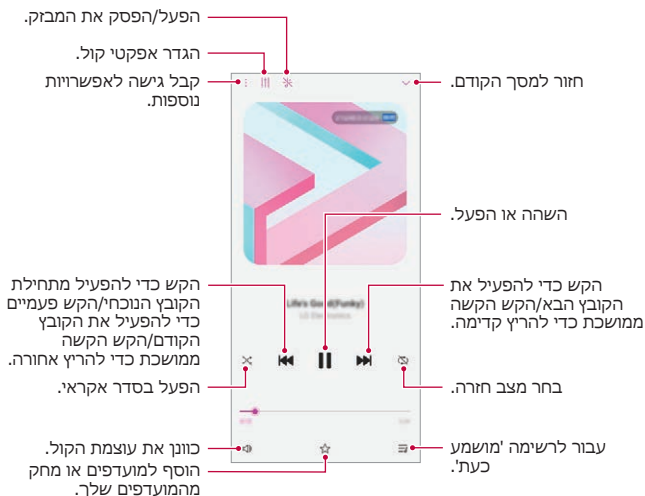 הפעל/הפסק את המבזק.
הגדר אפקטי קול.
קבל גישה לאפשרויות
נוספות.
חזור למסך הקודם.
השהה או הפעל.
הקש כדי להפעיל מתחילת
הקובץ הנוכחי/הקש פעמיים
כדי להפעיל את הקובץ
הקודם/הקש הקשה
ממושכת כדי להריץ אחורה.
הקש כדי להפעיל את
הקובץ הבא/הקש הקשה
ממושכת כדי להריץ קדימה.
Life's Good(Funky)
LG Electronics
הפעל בסדר אקראי.
בחר מצב חזרה.
כוונן את עוצמת הקול.
הוסף למועדפים או מחק
מהמועדפים שלך.
עבור לרשימה 'מושמע
כעת'.